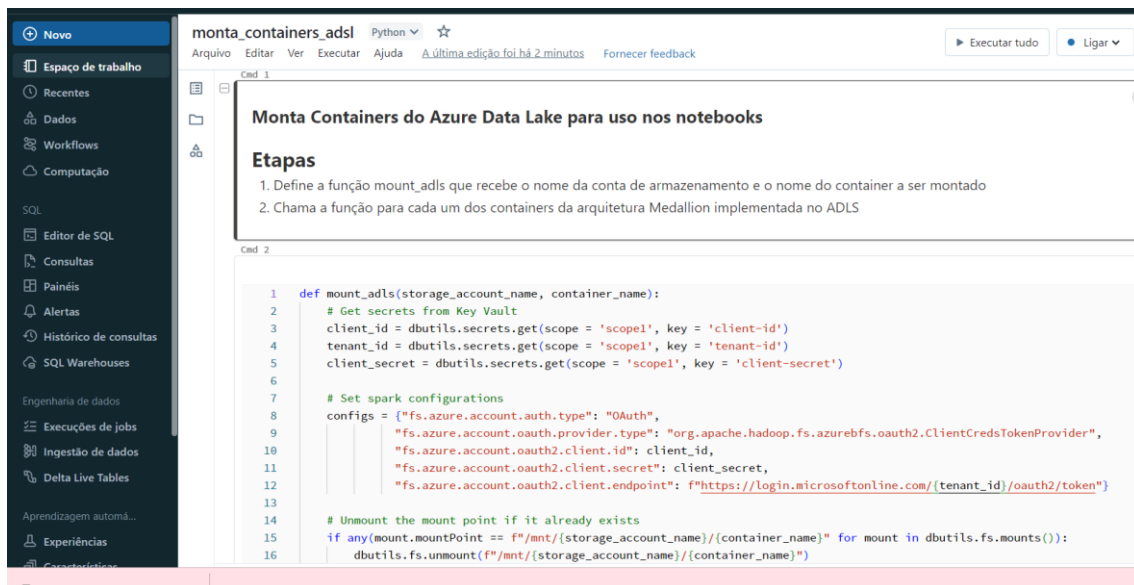 Novo
Espaço de trabalho
Recentes
Dados
Workflows
Computação
SQL
Editor de SQL
Consultas
Painéis
Alertas
Histórico de consultas
SQL Warehouses
Engenharia de dados
Execuções de jobs
Ingestão de dados
Delta Live Tables
Aprendizagem automá...
Experiências
monta_containers_adsl Python
Arquivo Editar Ver Executar Ajuda A última edição foi há 2 minutos Fornecer feedback
Executar tudo Ligar
Cmd 1
Monta Containers do Azure Data Lake para uso nos notebooks
Etapas
1. Define a função mount_adls que recebe o nome da conta de armazenamento e o nome do container a ser montado
2. Chama a função para cada um dos containers da arquitetura Medallion implementada no ADLS
Cmd 2
1 def mount_adls(storage_account_name, container_name):
2 # Get secrets from Key Vault
3 client_id = dbutils.secrets.get(scope = 'scope1', key = 'client-id')
4 tenant_id = dbutils.secrets.get(scope = 'scope1', key = 'tenant-id')
5 client_secret = dbutils.secrets.get(scope = 'scope1', key = 'client-secret')
6
7 # Set spark configurations
8 configs = {"fs.azure.account.auth.type": "OAuth",
9 "fs.azure.account.oauth.provider.type": "org.apache.hadoop.fs.azurebfs.oauth2.ClientCredsTokenProvider",
10 "fs.azure.account.oauth2.client.id": client_id,
11 "fs.azure.account.oauth2.client.secret": client_secret,
12 "fs.azure.account.oauth2.client.endpoint": f"https://login.microsoftonline.com/{tenant_id}/oauth2/token"}
13
14 # Unmount the mount point if it already exists
15 if any(mount.mountPoint == f"/mnt/{storage_account_name}/{container_name}" for mount in dbutils.fs.mounts()):
16 dbutils.fs.unmount(f"/mnt/{storage_account_name}/{container_name}")